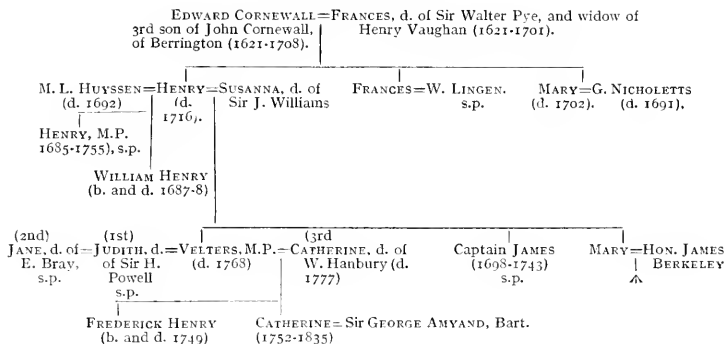 EDWARD CORNEWALL=FRANCES, d. of Sir Walter Pye, and widow of
3rd son of John Cornewall, Henry Vaughan (1621-1701).
of Berrington (1621-1708).
M. L. HUYSSEN=HENRY=SUSANNA, d. of FRANCES=W. LINGEN. MARY=G. NICHOLETTS
(d. 1692) (d. Sir J. Williams s.p. (d. 1702). (d. 1691).
1716).
HENRY, M.P.
1685-1755), s.p.
WILLIAM HENRY
(b. and d. 1687-8)
(2nd) (1st) (3rd
JANE, d. of=JUDITH, d.=VELTERS, M.P.=CATHERINE, d. of Captain JAMES MARY=HON. JAMES
E. Bray, of Sir H. (d. 1768) W. Hanbury (d. (1698-1743) BERKELEY
s.p. Powell 1777) s.p.
s.p.
FREDERICK HENRY CATHERINE=Sir GEORGE AMYAND, Bart.
(b. and d. 1749) (1752-1835)